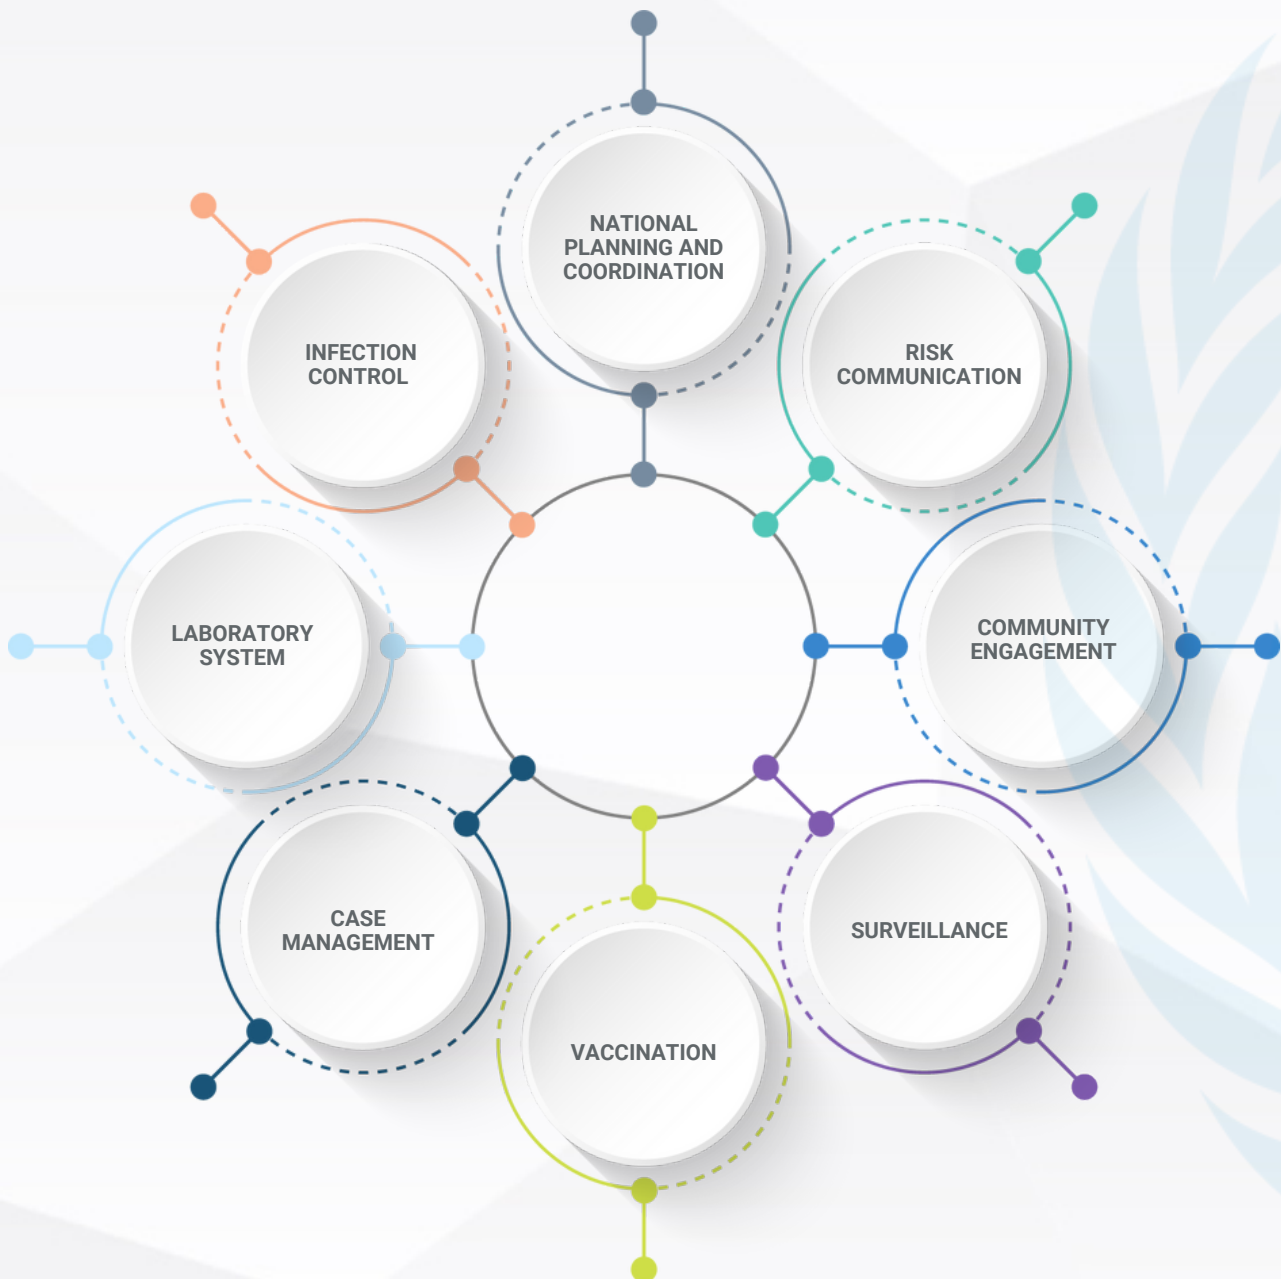 NATIONAL
PLANNING AND
COORDINATION
INFECTION
CONTROL
RISK
COMMUNICATION
LABORATORY
SYSTEM
COMMUNITY
ENGAGEMENT
CASE
MANAGEMENT
SURVEILLANCE
VACCINATION